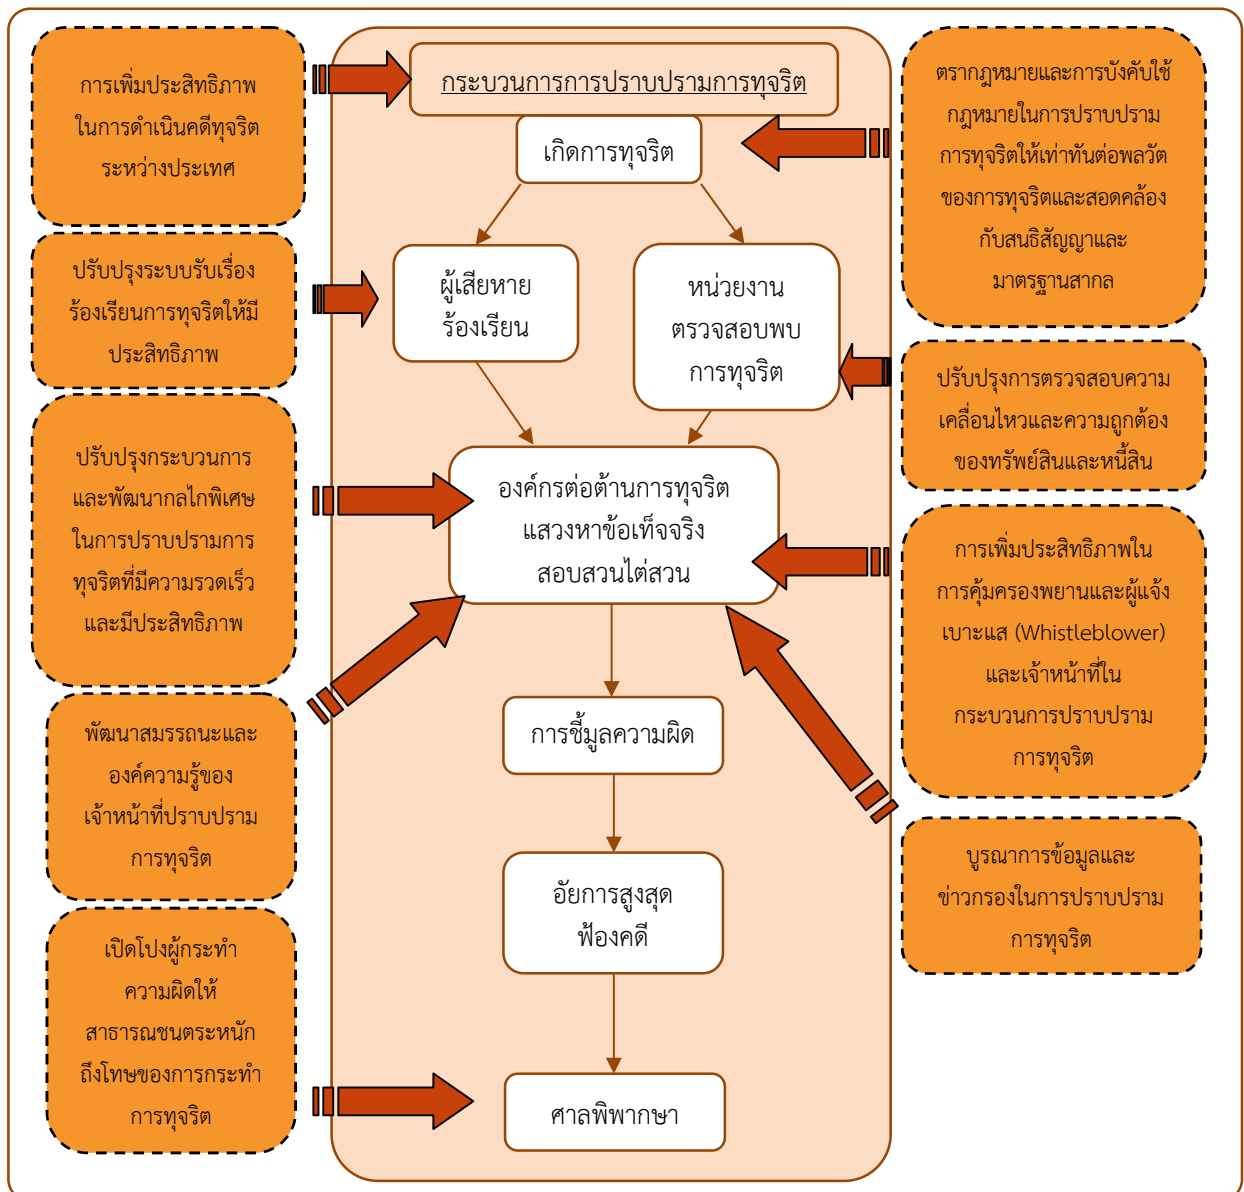 กระบวนการการปราบปรามการทุจริต
เกิดการทุจริต
ผู้เสียหาย
ร้องเรียน
หน่วยงาน
ตรวจสอบพบ
การทุจริต
องค์กรต่อต้านการทุจริต
แสวงหาข้อเท็จจริง
สอบสวนไต่สวน
การชี้มูลความผิด
อัยการสูงสุด
ฟ้องคดี
ศาลพิพากษา
การเพิ่มประสิทธิภาพ
ในการดำเนินคดีทุจริต
ระหว่างประเทศ
ปรับปรุงระบบรับเรื่อง
ร้องเรียนการทุจริตให้มี
ประสิทธิภาพ
ปรับปรุงกระบวนการ
และพัฒนากลไกพิเศษ
ในการปราบปรามการ
ทุจริตที่มีความรวดเร็ว
และมีประสิทธิภาพ
พัฒนาสมรรถนะและ
องค์ความรู้ของ
เจ้าหน้าที่ปราบปราม
การทุจริต
เปิดโปงผู้กระทำ
ความผิดให้
สาธารณชนตระหนัก
ถึงโทษของการกระทำ
การทุจริต
ตรากฎหมายและการบังคับใช้
กฎหมายในการปราบปราม
การทุจริตให้เท่าทันต่อพลวัต
ของการทุจริตและสอดคล้อง
กับสนธิสัญญาและ
มาตรฐานสากล
ปรับปรุงการตรวจสอบความ
เคลื่อนไหวและความถูกต้อง
ของทรัพย์สินและหนี้สิน
การเพิ่มประสิทธิภาพใน
การคุ้มครองพยานและผู้แจ้ง
เบาะแส (Whistleblower)
และเจ้าหน้าที่ใน
กระบวนการปราบปราม
การทุจริต
บูรณาการข้อมูลและ
ข่าวกรองในการปราบปราม
การทุจริต